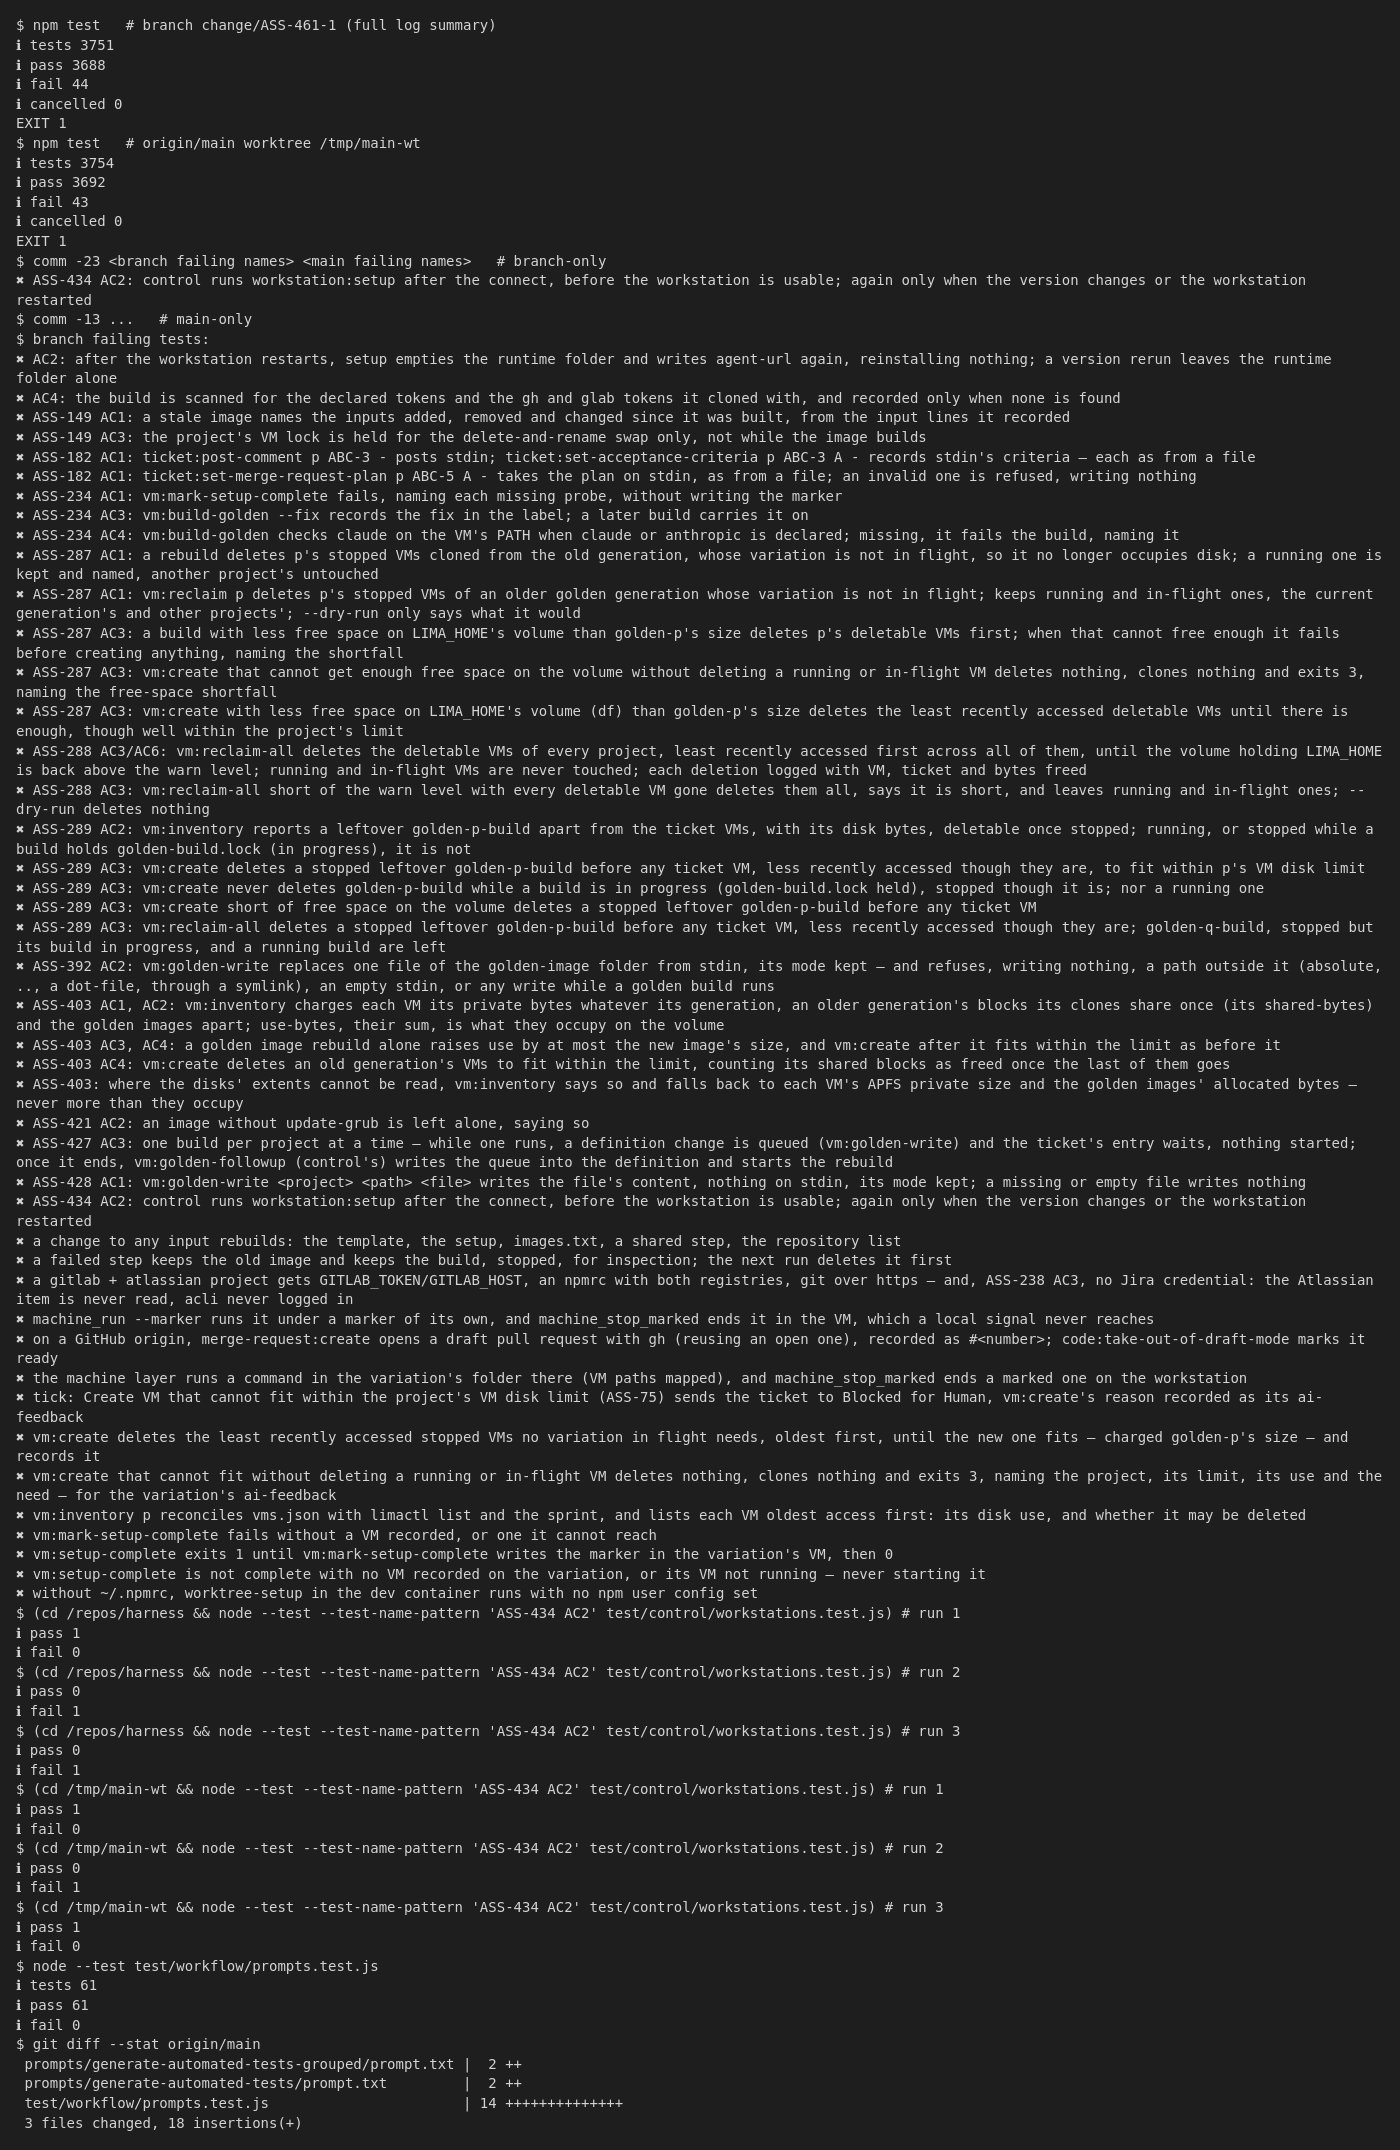 $ npm test   # branch change/ASS-461-1 (full log summary)
ℹ tests 3751
ℹ pass 3688
ℹ fail 44
ℹ cancelled 0
EXIT 1
$ npm test   # origin/main worktree /tmp/main-wt
ℹ tests 3754
ℹ pass 3692
ℹ fail 43
ℹ cancelled 0
EXIT 1
$ comm -23 <branch failing names> <main failing names>   # branch-only
✖ ASS-434 AC2: control runs workstation:setup after the connect, before the workstation is usable; again only when the version changes or the workstation
restarted
$ comm -13 ...   # main-only
$ branch failing tests:
✖ AC2: after the workstation restarts, setup empties the runtime folder and writes agent-url again, reinstalling nothing; a version rerun leaves the runtime
folder alone
✖ AC4: the build is scanned for the declared tokens and the gh and glab tokens it cloned with, and recorded only when none is found
✖ ASS-149 AC1: a stale image names the inputs added, removed and changed since it was built, from the input lines it recorded
✖ ASS-149 AC3: the project's VM lock is held for the delete-and-rename swap only, not while the image builds
✖ ASS-182 AC1: ticket:post-comment p ABC-3 - posts stdin; ticket:set-acceptance-criteria p ABC-3 A - records stdin's criteria — each as from a file
✖ ASS-182 AC1: ticket:set-merge-request-plan p ABC-5 A - takes the plan on stdin, as from a file; an invalid one is refused, writing nothing
✖ ASS-234 AC1: vm:mark-setup-complete fails, naming each missing probe, without writing the marker
✖ ASS-234 AC3: vm:build-golden --fix records the fix in the label; a later build carries it on
✖ ASS-234 AC4: vm:build-golden checks claude on the VM's PATH when claude or anthropic is declared; missing, it fails the build, naming it
✖ ASS-287 AC1: a rebuild deletes p's stopped VMs cloned from the old generation, whose variation is not in flight, so it no longer occupies disk; a running one is
kept and named, another project's untouched
✖ ASS-287 AC1: vm:reclaim p deletes p's stopped VMs of an older golden generation whose variation is not in flight; keeps running and in-flight ones, the current
generation's and other projects'; --dry-run only says what it would
✖ ASS-287 AC3: a build with less free space on LIMA_HOME's volume than golden-p's size deletes p's deletable VMs first; when that cannot free enough it fails
before creating anything, naming the shortfall
✖ ASS-287 AC3: vm:create that cannot get enough free space on the volume without deleting a running or in-flight VM deletes nothing, clones nothing and exits 3,
naming the free-space shortfall
✖ ASS-287 AC3: vm:create with less free space on LIMA_HOME's volume (df) than golden-p's size deletes the least recently accessed deletable VMs until there is
enough, though well within the project's limit
✖ ASS-288 AC3/AC6: vm:reclaim-all deletes the deletable VMs of every project, least recently accessed first across all of them, until the volume holding LIMA_HOME
is back above the warn level; running and in-flight VMs are never touched; each deletion logged with VM, ticket and bytes freed
✖ ASS-288 AC3: vm:reclaim-all short of the warn level with every deletable VM gone deletes them all, says it is short, and leaves running and in-flight ones; --
dry-run deletes nothing
✖ ASS-289 AC2: vm:inventory reports a leftover golden-p-build apart from the ticket VMs, with its disk bytes, deletable once stopped; running, or stopped while a
build holds golden-build.lock (in progress), it is not
✖ ASS-289 AC3: vm:create deletes a stopped leftover golden-p-build before any ticket VM, less recently accessed though they are, to fit within p's VM disk limit
✖ ASS-289 AC3: vm:create never deletes golden-p-build while a build is in progress (golden-build.lock held), stopped though it is; nor a running one
✖ ASS-289 AC3: vm:create short of free space on the volume deletes a stopped leftover golden-p-build before any ticket VM
✖ ASS-289 AC3: vm:reclaim-all deletes a stopped leftover golden-p-build before any ticket VM, less recently accessed though they are; golden-q-build, stopped but
its build in progress, and a running build are left
✖ ASS-392 AC2: vm:golden-write replaces one file of the golden-image folder from stdin, its mode kept — and refuses, writing nothing, a path outside it (absolute,
.., a dot-file, through a symlink), an empty stdin, or any write while a golden build runs
✖ ASS-403 AC1, AC2: vm:inventory charges each VM its private bytes whatever its generation, an older generation's blocks its clones share once (its shared-bytes)
and the golden images apart; use-bytes, their sum, is what they occupy on the volume
✖ ASS-403 AC3, AC4: a golden image rebuild alone raises use by at most the new image's size, and vm:create after it fits within the limit as before it
✖ ASS-403 AC4: vm:create deletes an old generation's VMs to fit within the limit, counting its shared blocks as freed once the last of them goes
✖ ASS-403: where the disks' extents cannot be read, vm:inventory says so and falls back to each VM's APFS private size and the golden images' allocated bytes —
never more than they occupy
✖ ASS-421 AC2: an image without update-grub is left alone, saying so
✖ ASS-427 AC3: one build per project at a time — while one runs, a definition change is queued (vm:golden-write) and the ticket's entry waits, nothing started;
once it ends, vm:golden-followup (control's) writes the queue into the definition and starts the rebuild
✖ ASS-428 AC1: vm:golden-write <project> <path> <file> writes the file's content, nothing on stdin, its mode kept; a missing or empty file writes nothing
✖ ASS-434 AC2: control runs workstation:setup after the connect, before the workstation is usable; again only when the version changes or the workstation
restarted
✖ a change to any input rebuilds: the template, the setup, images.txt, a shared step, the repository list
✖ a failed step keeps the old image and keeps the build, stopped, for inspection; the next run deletes it first
✖ a gitlab + atlassian project gets GITLAB_TOKEN/GITLAB_HOST, an npmrc with both registries, git over https — and, ASS-238 AC3, no Jira credential: the Atlassian
item is never read, acli never logged in
✖ machine_run --marker runs it under a marker of its own, and machine_stop_marked ends it in the VM, which a local signal never reaches
✖ on a GitHub origin, merge-request:create opens a draft pull request with gh (reusing an open one), recorded as #<number>; code:take-out-of-draft-mode marks it
ready
✖ the machine layer runs a command in the variation's folder there (VM paths mapped), and machine_stop_marked ends a marked one on the workstation
✖ tick: Create VM that cannot fit within the project's VM disk limit (ASS-75) sends the ticket to Blocked for Human, vm:create's reason recorded as its ai-
feedback
✖ vm:create deletes the least recently accessed stopped VMs no variation in flight needs, oldest first, until the new one fits — charged golden-p's size — and
records it
✖ vm:create that cannot fit without deleting a running or in-flight VM deletes nothing, clones nothing and exits 3, naming the project, its limit, its use and the
need — for the variation's ai-feedback
✖ vm:inventory p reconciles vms.json with limactl list and the sprint, and lists each VM oldest access first: its disk use, and whether it may be deleted
✖ vm:mark-setup-complete fails without a VM recorded, or one it cannot reach
✖ vm:setup-complete exits 1 until vm:mark-setup-complete writes the marker in the variation's VM, then 0
✖ vm:setup-complete is not complete with no VM recorded on the variation, or its VM not running — never starting it
✖ without ~/.npmrc, worktree-setup in the dev container runs with no npm user config set
$ (cd /repos/harness && node --test --test-name-pattern 'ASS-434 AC2' test/control/workstations.test.js) # run 1
ℹ pass 1
ℹ fail 0
$ (cd /repos/harness && node --test --test-name-pattern 'ASS-434 AC2' test/control/workstations.test.js) # run 2
ℹ pass 0
ℹ fail 1
$ (cd /repos/harness && node --test --test-name-pattern 'ASS-434 AC2' test/control/workstations.test.js) # run 3
ℹ pass 0
ℹ fail 1
$ (cd /tmp/main-wt && node --test --test-name-pattern 'ASS-434 AC2' test/control/workstations.test.js) # run 1
ℹ pass 1
ℹ fail 0
$ (cd /tmp/main-wt && node --test --test-name-pattern 'ASS-434 AC2' test/control/workstations.test.js) # run 2
ℹ pass 0
ℹ fail 1
$ (cd /tmp/main-wt && node --test --test-name-pattern 'ASS-434 AC2' test/control/workstations.test.js) # run 3
ℹ pass 1
ℹ fail 0
$ node --test test/workflow/prompts.test.js
ℹ tests 61
ℹ pass 61
ℹ fail 0
$ git diff --stat origin/main
 prompts/generate-automated-tests-grouped/prompt.txt |  2 ++
 prompts/generate-automated-tests/prompt.txt         |  2 ++
 test/workflow/prompts.test.js                       | 14 ++++++++++++++
 3 files changed, 18 insertions(+)